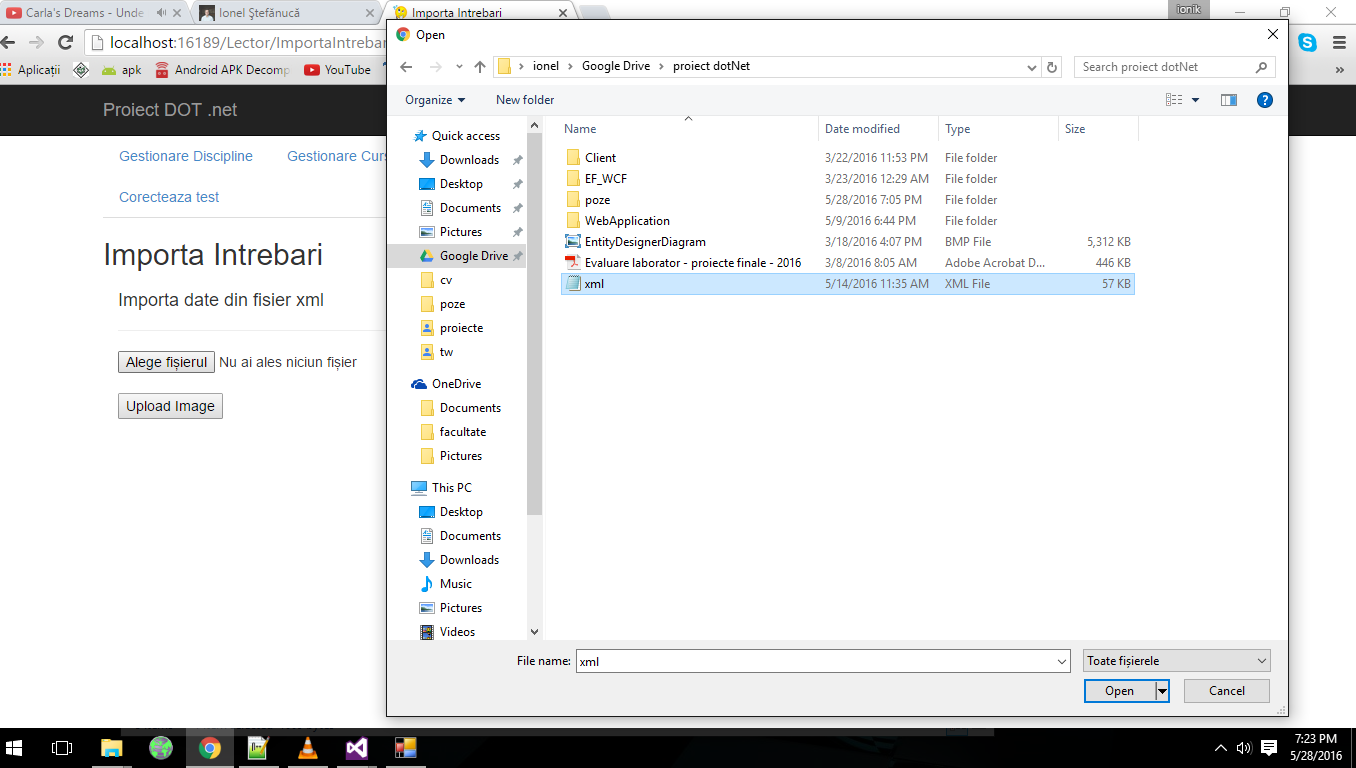 Carla's Dreams - Unde
Ionel Ștefănucă
Importa Intrebari
ionik
localhost:16189/Lector/ImportaIntrebar
Aplicații
apk
Android APK Decomp
YouTube
»
Proiect DOT .net
Gestionare Discipline
Gestionare Curs
Corecteaza test
Importa Intrebari
Importa date din fisier xml
Alege fișierul Nu ai ales niciun fișier
Upload Image
Open
ionel > Google Drive > proiect dotNet
Search proiect dotNet
Organize
New folder
Quick access
Downloads
Desktop
Documents
Pictures
Google Drive
cv
poze
proiecte
tw
OneDrive
Documents
facultate
Pictures
This PC
Desktop
Documents
Downloads
Music
Pictures
Videos
Name Date modified Type Size
Client 3/22/2016 11:53 PM File folder
EF_WCF 3/23/2016 12:29 AM File folder
poze 5/28/2016 7:05 PM File folder
WebApplication 5/9/2016 6:44 PM File folder
EntityDesignerDiagram 3/18/2016 4:07 PM BMP File 5,312 KB
Evaluare laborator - proiecte finale - 2016 3/8/2016 8:05 AM Adobe Acrobat D... 446 KB
xml 5/14/2016 11:35 AM XML File 57 KB
File name: xml
Toate fișierele
Open
Cancel
7:23 PM
5/28/2016